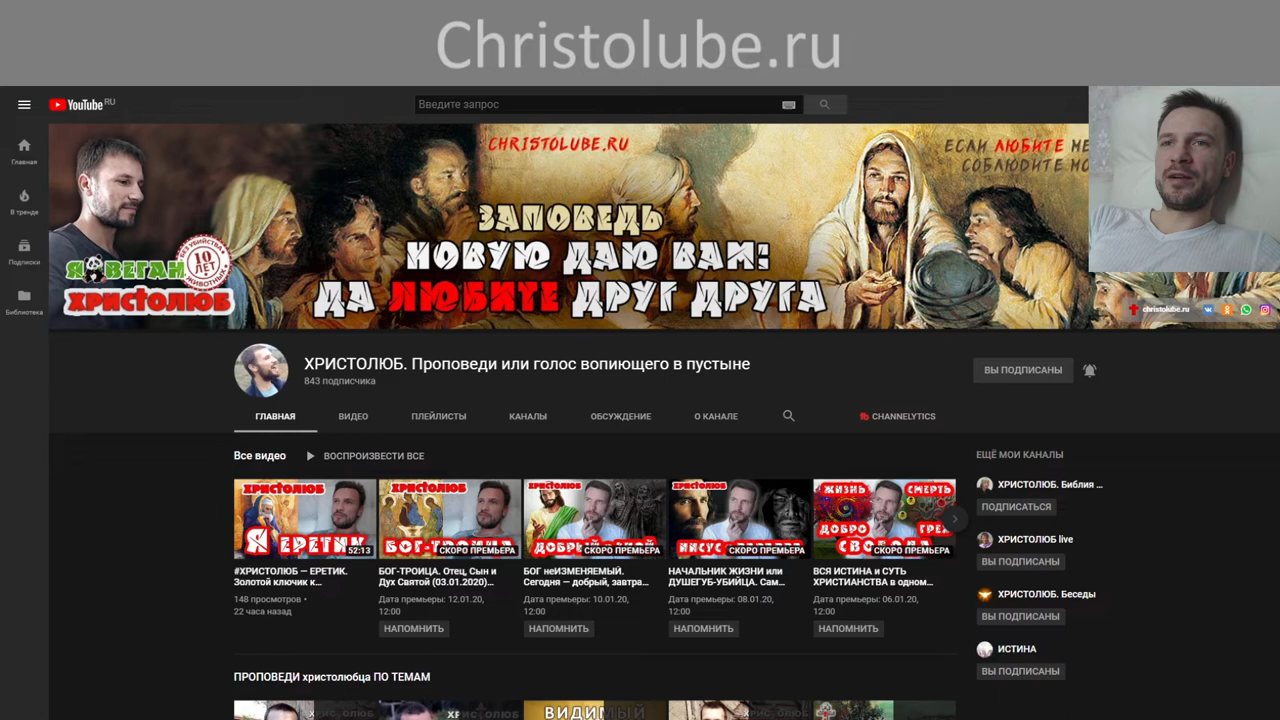 Christolube.ru
YouTube RU
Введите запрос
Главная
В тренде
Подписки
Библиотека
CHRISTOLUBE.RU
ЕСЛИ ЛЮБИТЕ МЕ
СОБЛЮДИТЕ МО
ЗАПОВЕДЬ
НОВУЮ ДАЮ ВАМ:
ДА ЛЮБИТЕ ДРУГ ДРУГА
Я ВЕГАН
10 ЛЕТ
ХРИСТОЛЮБ
christolube.ru
ХРИСТОЛЮБ. Проповеди или голос вопиющего в пустыне
843 подписчика
ВЫ ПОДПИСАНЫ
ГЛАВНАЯ ВИДЕО ПЛЕЙЛИСТЫ КАНАЛЫ ОБСУЖДЕНИЕ О КАНАЛЕ CHANNELYTICS
Все видео ВОСПРОИЗВЕСТИ ВСЕ
ХРИСТОЛЮБ
Я ЕРЕТИК
52:13
#ХРИСТОЛЮБ — ЕРЕТИК.
Золотой ключик к...
148 просмотров •
22 часа назад
ХРИСТОЛЮБ
БОГ-ТРОИЦА
СКОРО ПРЕМЬЕРА
БОГ-ТРОИЦА. Отец, Сын и
Дух Святой (03.01.2020)...
Дата премьеры: 12.01.20,
12:00
НАПОМНИТЬ
ХРИСТОЛЮБ
СКОРО ПРЕМЬЕРА
БОГ неИЗМЕНЯЕМЫЙ.
Сегодня — добрый, завтра...
Дата премьеры: 10.01.20,
12:00
НАПОМНИТЬ
ХРИСТОЛЮБ
СКОРО ПРЕМЬЕРА
НАЧАЛЬНИК ЖИЗНИ или
ДУШЕГУБ-УБИЙЦА. Сам...
Дата премьеры: 08.01.20,
12:00
НАПОМНИТЬ
ЖИЗНЬ СМЕРТЬ
ДОБРО ГРЕХ
СВОБОДА
СКОРО ПРЕМЬЕРА
ВСЯ ИСТИНА и СУТЬ
ХРИСТИАНСТВА в одном...
Дата премьеры: 06.01.20,
12:00
НАПОМНИТЬ
ЕЩЁ МОИ КАНАЛЫ
ХРИСТОЛЮБ. Библия ...
ПОДПИСАТЬСЯ
ХРИСТОЛЮБ live
ВЫ ПОДПИСАНЫ
ХРИСТОЛЮБ. Беседы
ВЫ ПОДПИСАНЫ
ИСТИНА
ВЫ ПОДПИСАНЫ
ПРОПОВЕДИ христолюбца ПО ТЕМАМ
ВИДИМЫЙ